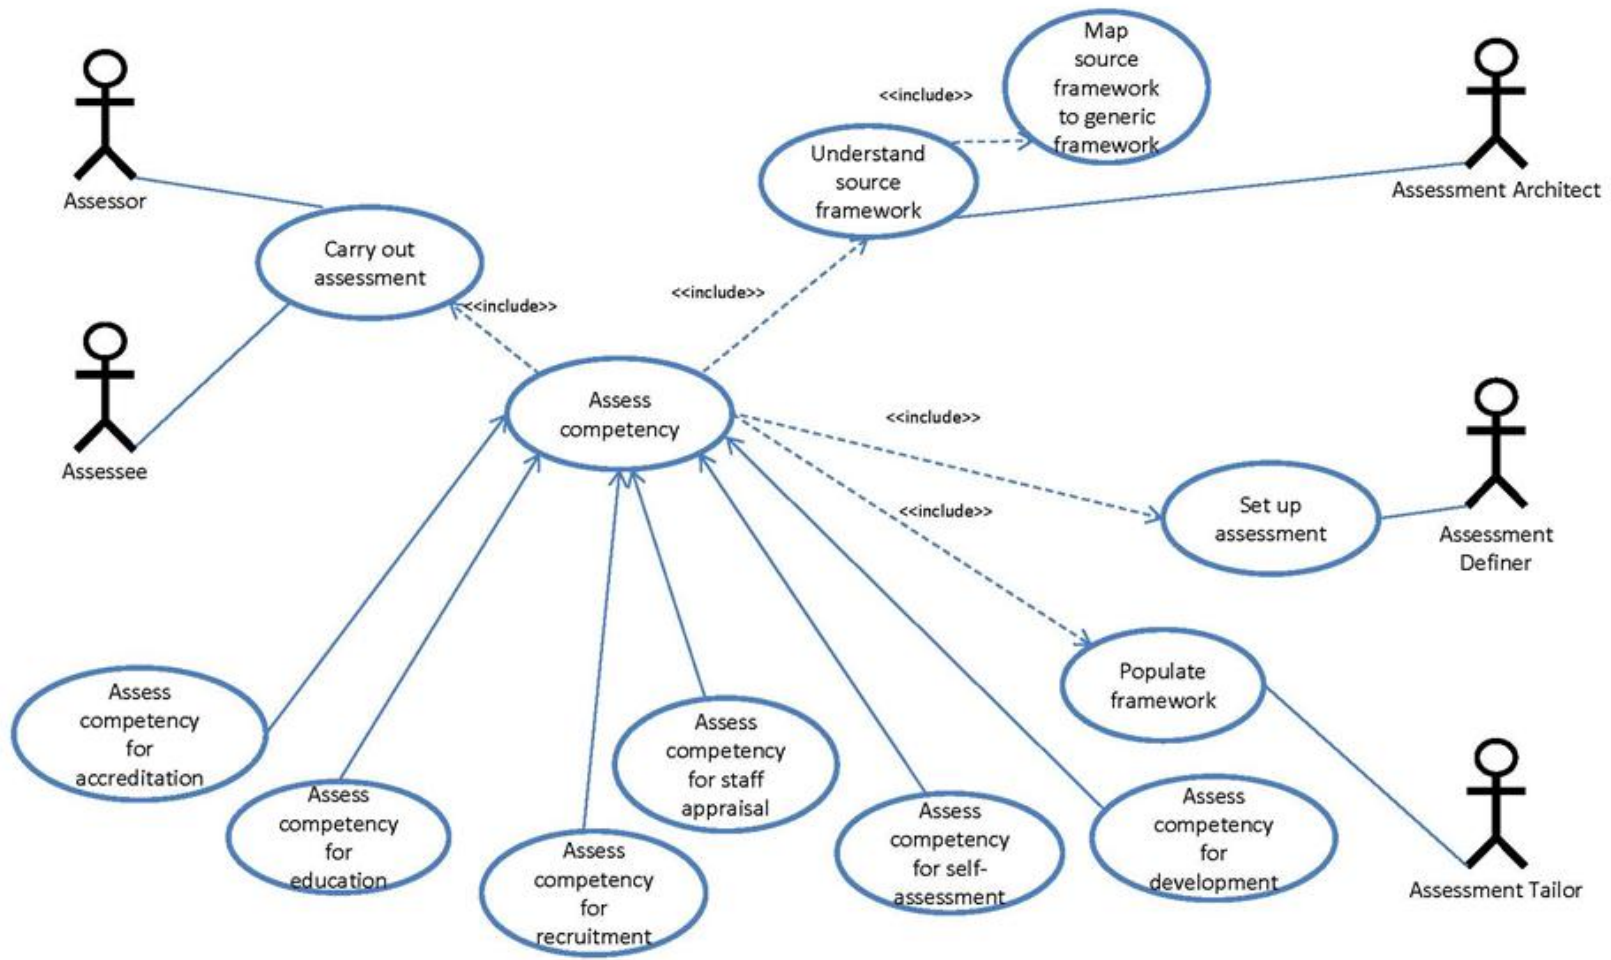 Map
source
framework
to generic
framework
<<include>>
Understand
source
framework
Assessor
Assessment Architect
Carry out
assessment
<<include>>
<<include>>
Assess
competency
Assessee
<<include>>
Set up
assessment
Assessment
Definer
<<include>>
Populate
framework
Assess
competency
for
accreditation
Assess
competency
for
education
Assess
competency
for
recruitment
Assess
competency
for staff
appraisal
Assess
competency
for self-
assessment
Assess
competency
for
development
Assessment Tailor